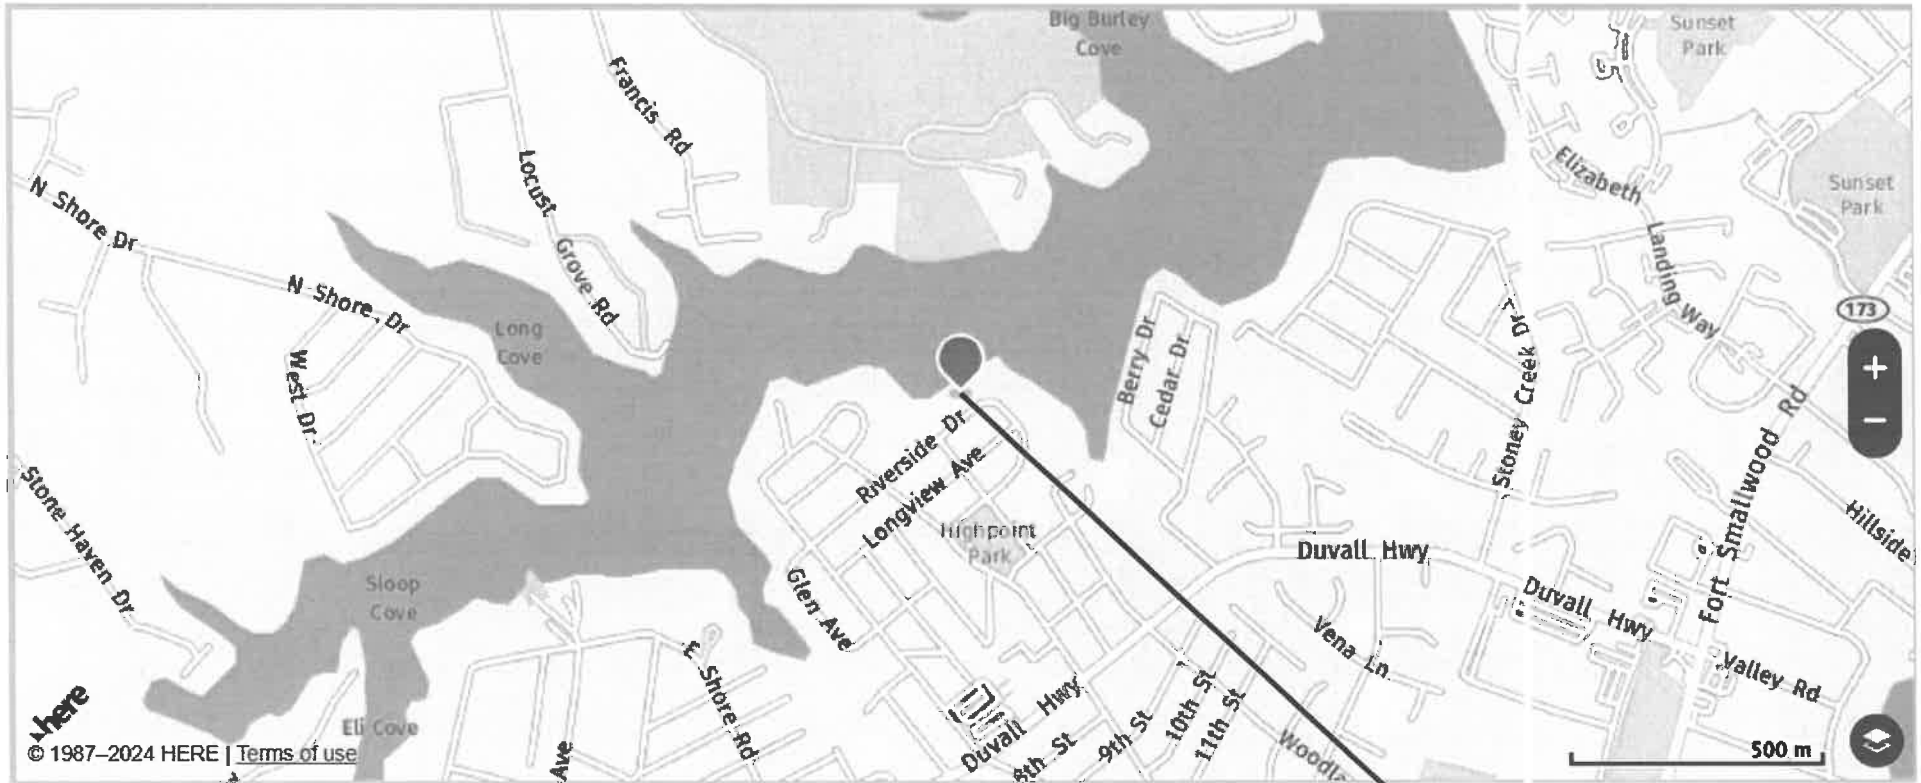 Big Burley
Cove
Sunset
Park
Francis Rd
Locust
Grove Rd
Elizabeth
Landing Way
Sunset
Park
N Shore Dr
N Shore Dr
173
Long
Cove
West Dr
Berry Dr
Cedar Dr
Stoney Creek Dr
+
−
Riverside Dr
Longview Ave
Fort Smallwood Rd
Stone Haven Dr
Highpoint
Park
Duvall Hwy
Hillside
Sloop
Cove
Glen Ave
Duvall Hwy
Vena Ln
E Shore Rd
Valley Rd
Duvall Hwy
8th St
9th St
10th St
11th St
Woodla
Eli Cove
Ave
here
© 1987–2024 HERE | Terms of use
500 m